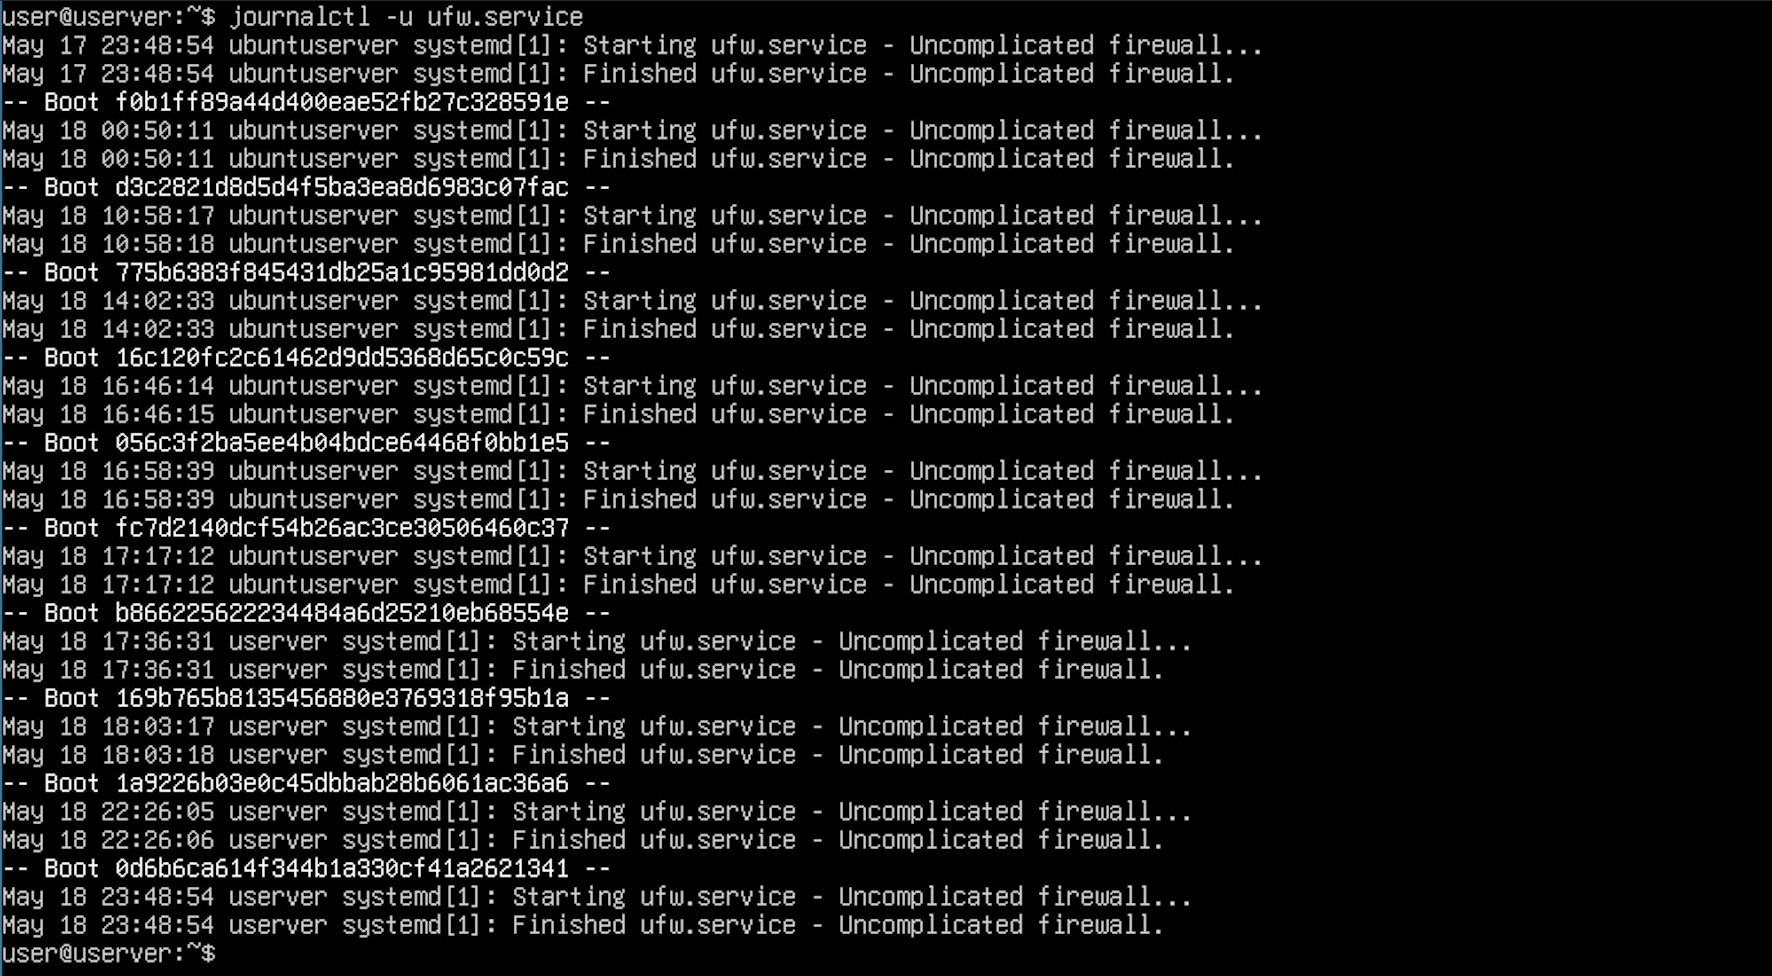 user@userver:~$ journalctl -u ufw.service
May 17 23:48:54 ubuntuserver systemd[1]: Starting ufw.service - Uncomplicated firewall...
May 17 23:48:54 ubuntuserver systemd[1]: Finished ufw.service - Uncomplicated firewall.
-- Boot f0b1ff89a44d400eae52fb27c328591e --
May 18 00:50:11 ubuntuserver systemd[1]: Starting ufw.service - Uncomplicated firewall...
May 18 00:50:11 ubuntuserver systemd[1]: Finished ufw.service - Uncomplicated firewall.
-- Boot d3c2821d8d5d4f5ba3ea8d6983c07fac --
May 18 10:58:17 ubuntuserver systemd[1]: Starting ufw.service - Uncomplicated firewall...
May 18 10:58:18 ubuntuserver systemd[1]: Finished ufw.service - Uncomplicated firewall.
-- Boot 775b6383f845431db25a1c95981dd0d2 --
May 18 14:02:33 ubuntuserver systemd[1]: Starting ufw.service - Uncomplicated firewall...
May 18 14:02:33 ubuntuserver systemd[1]: Finished ufw.service - Uncomplicated firewall.
-- Boot 16c120fc2c61462d9dd5368d65c0c59c --
May 18 16:46:14 ubuntuserver systemd[1]: Starting ufw.service - Uncomplicated firewall...
May 18 16:46:15 ubuntuserver systemd[1]: Finished ufw.service - Uncomplicated firewall.
-- Boot 056c3f2ba5ee4b04bdce64468f0bb1e5 --
May 18 16:58:39 ubuntuserver systemd[1]: Starting ufw.service - Uncomplicated firewall...
May 18 16:58:39 ubuntuserver systemd[1]: Finished ufw.service - Uncomplicated firewall.
-- Boot fc7d2140dcf54b26ac3ce30506460c37 --
May 18 17:17:12 ubuntuserver systemd[1]: Starting ufw.service - Uncomplicated firewall...
May 18 17:17:12 ubuntuserver systemd[1]: Finished ufw.service - Uncomplicated firewall.
-- Boot b866225622234484a6d25210eb68554e --
May 18 17:36:31 userver systemd[1]: Starting ufw.service - Uncomplicated firewall...
May 18 17:36:31 userver systemd[1]: Finished ufw.service - Uncomplicated firewall.
-- Boot 169b765b8135456880e3769318f95b1a --
May 18 18:03:17 userver systemd[1]: Starting ufw.service - Uncomplicated firewall...
May 18 18:03:18 userver systemd[1]: Finished ufw.service - Uncomplicated firewall.
-- Boot 1a9226b03e0c45dbbab28b6061ac36a6 --
May 18 22:26:05 userver systemd[1]: Starting ufw.service - Uncomplicated firewall...
May 18 22:26:06 userver systemd[1]: Finished ufw.service - Uncomplicated firewall.
-- Boot 0d6b6ca614f344b1a330cf41a2621341 --
May 18 23:48:54 userver systemd[1]: Starting ufw.service - Uncomplicated firewall...
May 18 23:48:54 userver systemd[1]: Finished ufw.service - Uncomplicated firewall.
user@userver:~$